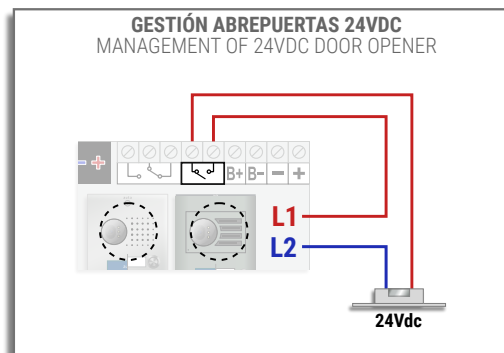 GESTIÓN ABREPUERTAS 24VDC
MANAGEMENT OF 24VDC DOOR OPENER
- + B+ B- - +
L1
L2
24Vdc